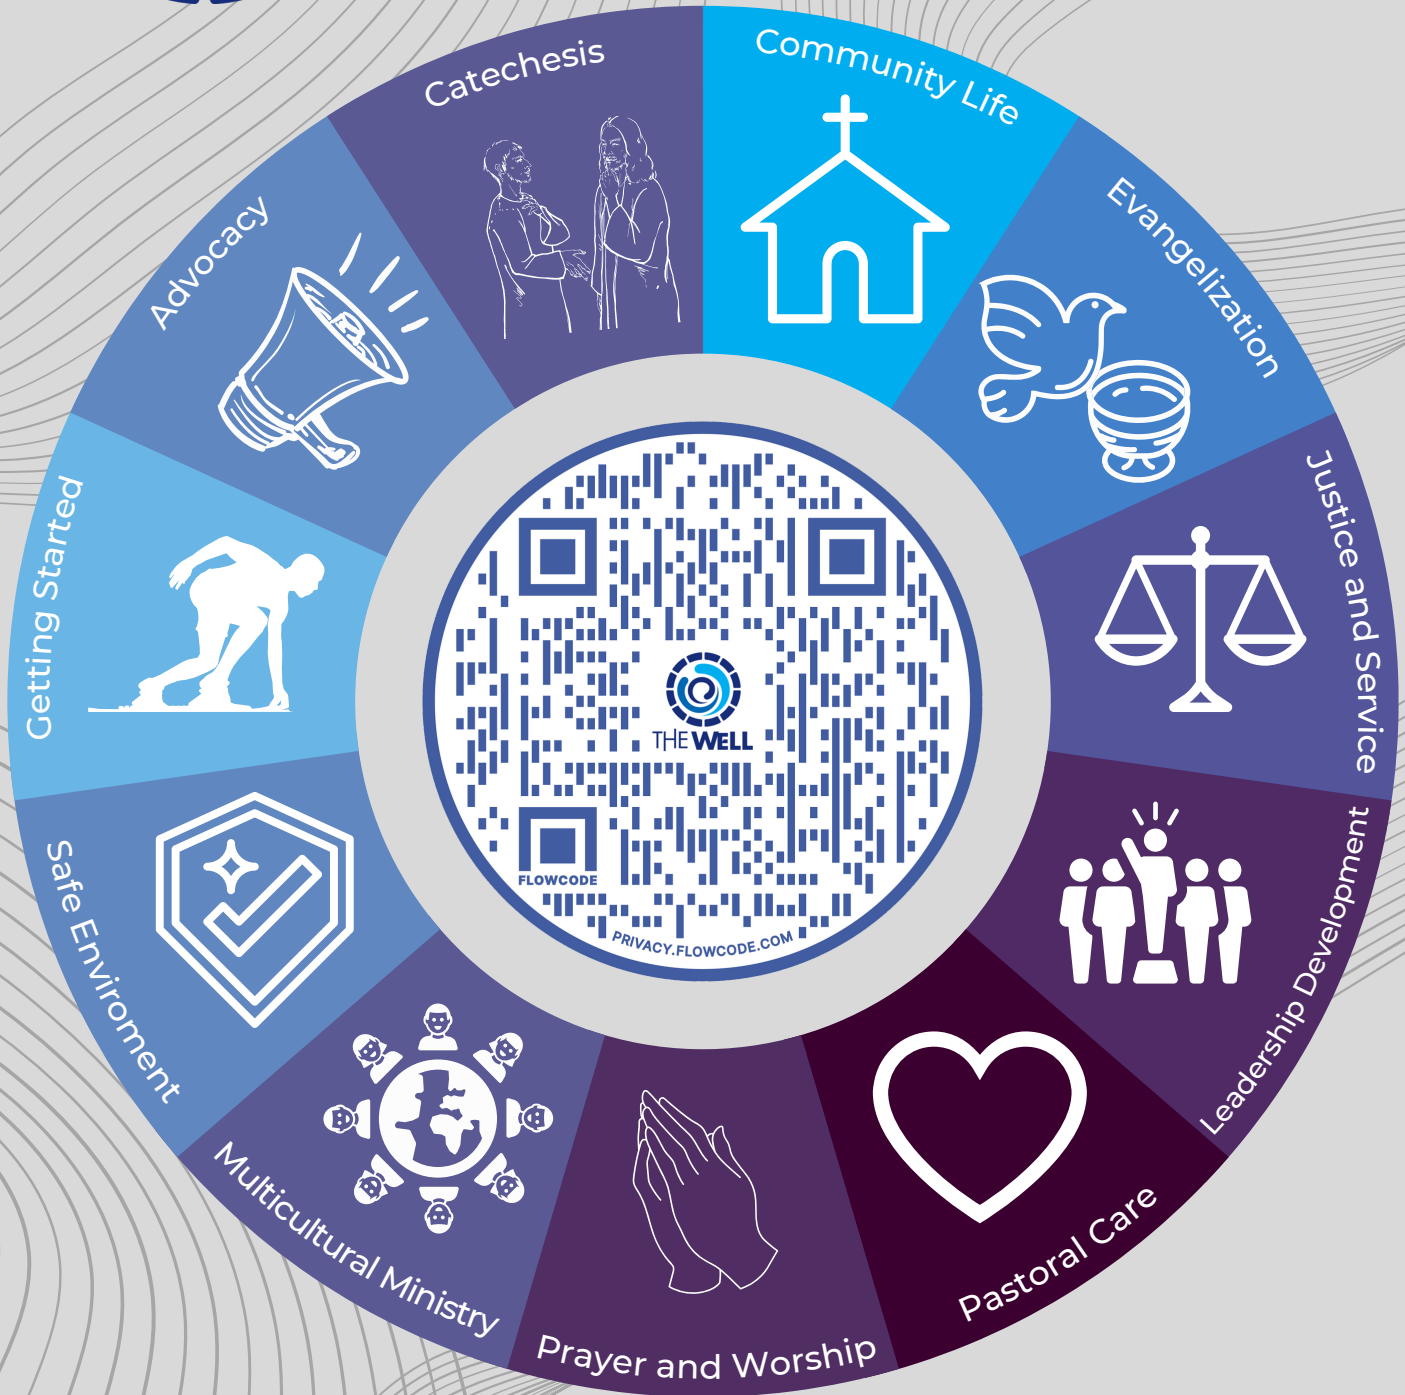 Catechesis
Community Life
Evangelization
Justice and Service
Leadership Development
Pastoral Care
Prayer and Worship
Multicultural Ministry
Safe Enviroment
Getting Started
Advocacy
THE WELL
FLOWCODE
PRIVACY.FLOWCODE.COM